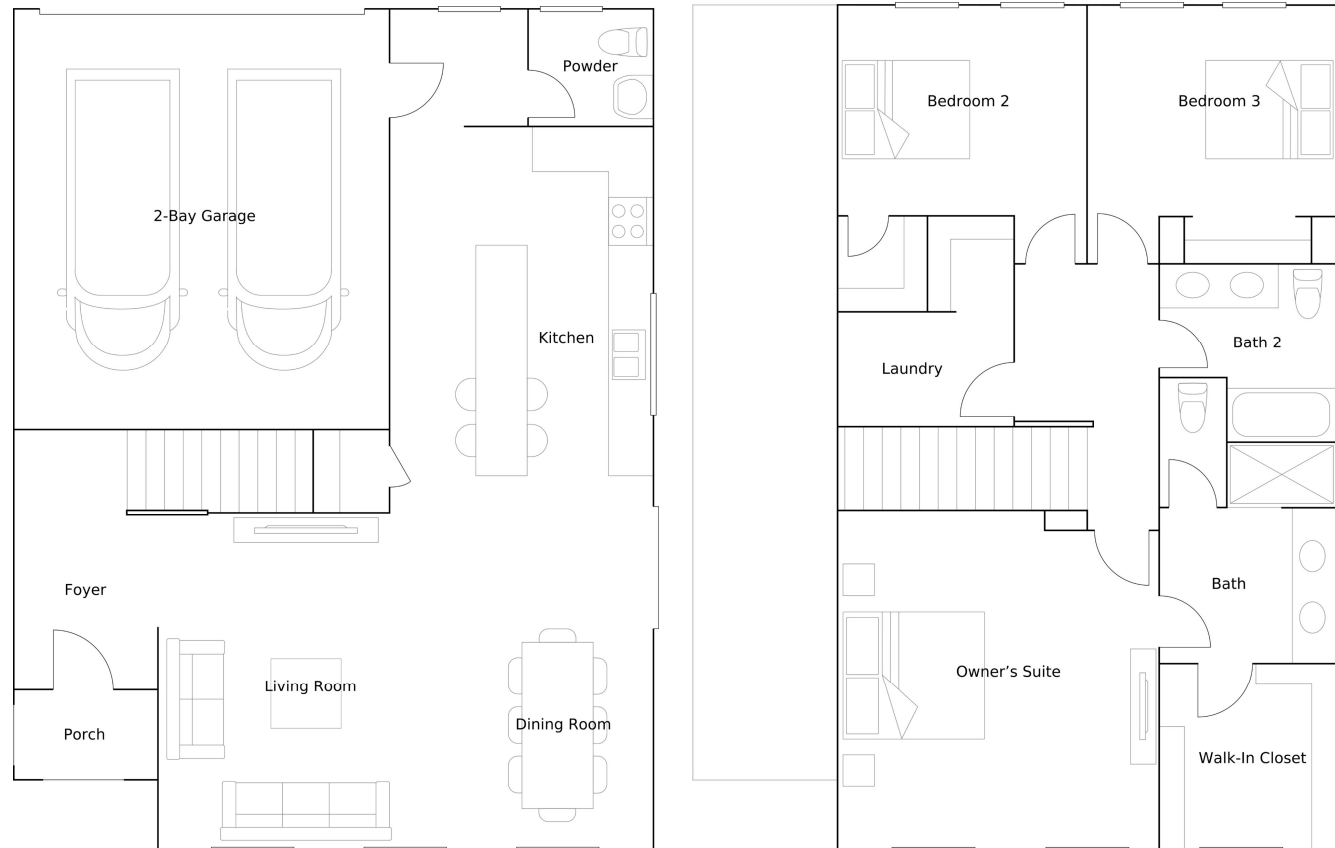 Powder
2-Bay Garage
Kitchen
Foyer
Living Room
Dining Room
Porch
Bedroom 2
Bedroom 3
Bath 2
Laundry
Bath
Owner’s Suite
Walk-In Closet